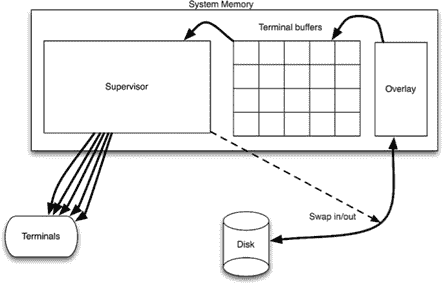 System Memory
Terminal buffers
Supervisor
Overlay
Terminals
Disk
Swap in/out